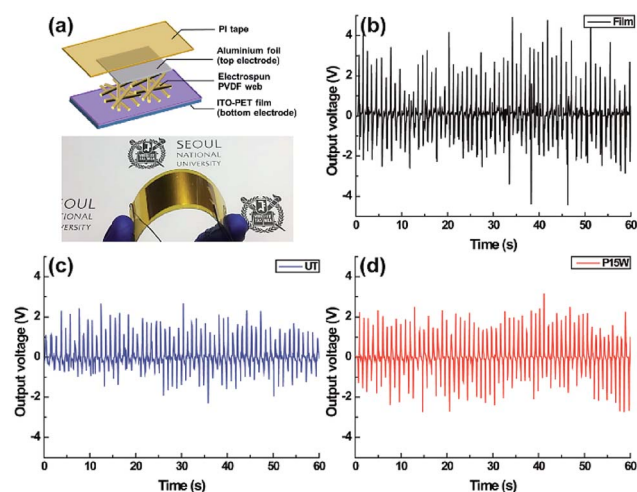 (a)
PI tape
Aluminium foil
(top electrode)
Electrospun
PVDF web
ITO-PET film
(bottom electrode)
SEOUL
NATIONAL
UNIVERSITY
EOUL
ATIONAL
NIVERSITY
(b)
Film
Output voltage (V)
4
2
0
-2
-4
0 10 20 30 40 50 60
Time (s)
(c)
UT
Output voltage (V)
4
2
0
-2
-4
0 10 20 30 40 50 60
Time (s)
(d)
P15W
Output voltage (V)
4
2
0
-2
-4
0 10 20 30 40 50 60
Time (s)